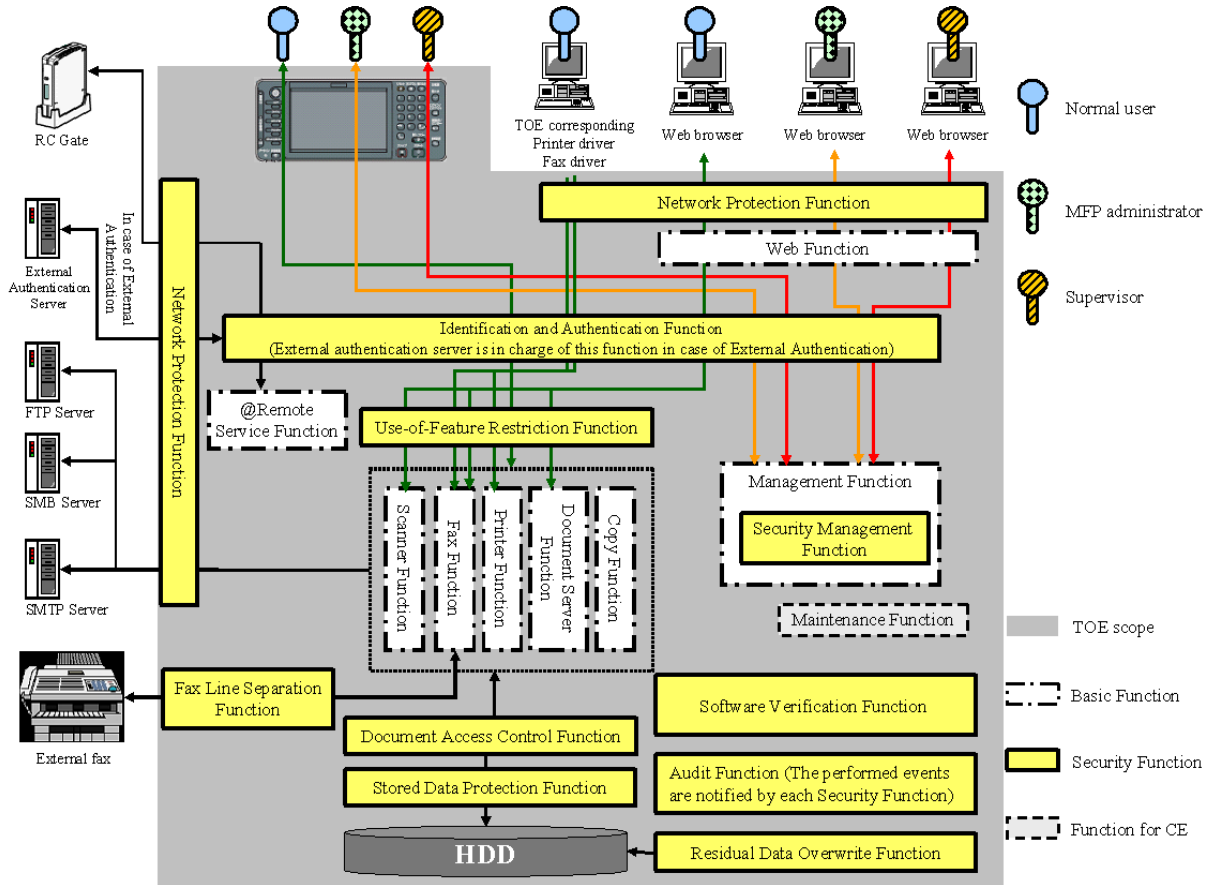 RC Gate
TOE corresponding
Printer driver
Fax driver
Web browser
Web browser
Web browser
Normal user
MFP administrator
Supervisor
Network Protection Function
Web Function
In case of External
Authentication
External
Authentication
Server
Network Protection Function
Identification and Authentication Function
(External authentication server is in charge of this function in case of External Authentication)
FTP Server
@Remote
Service Function
Use-of-Feature Restriction Function
SMB Server
Scanner Function
Fax Function
Printer Function
Document Server
Function
Copy Function
Management Function
Security Management
Function
SMTP Server
Maintenance Function
TOE scope
Fax Line Separation
Function
External fax
Basic Function
Software Verification Function
Document Access Control Function
Security Function
Audit Function (The performed events
are notified by each Security Function)
Stored Data Protection Function
Function for CE
HDD
Residual Data Overwrite Function